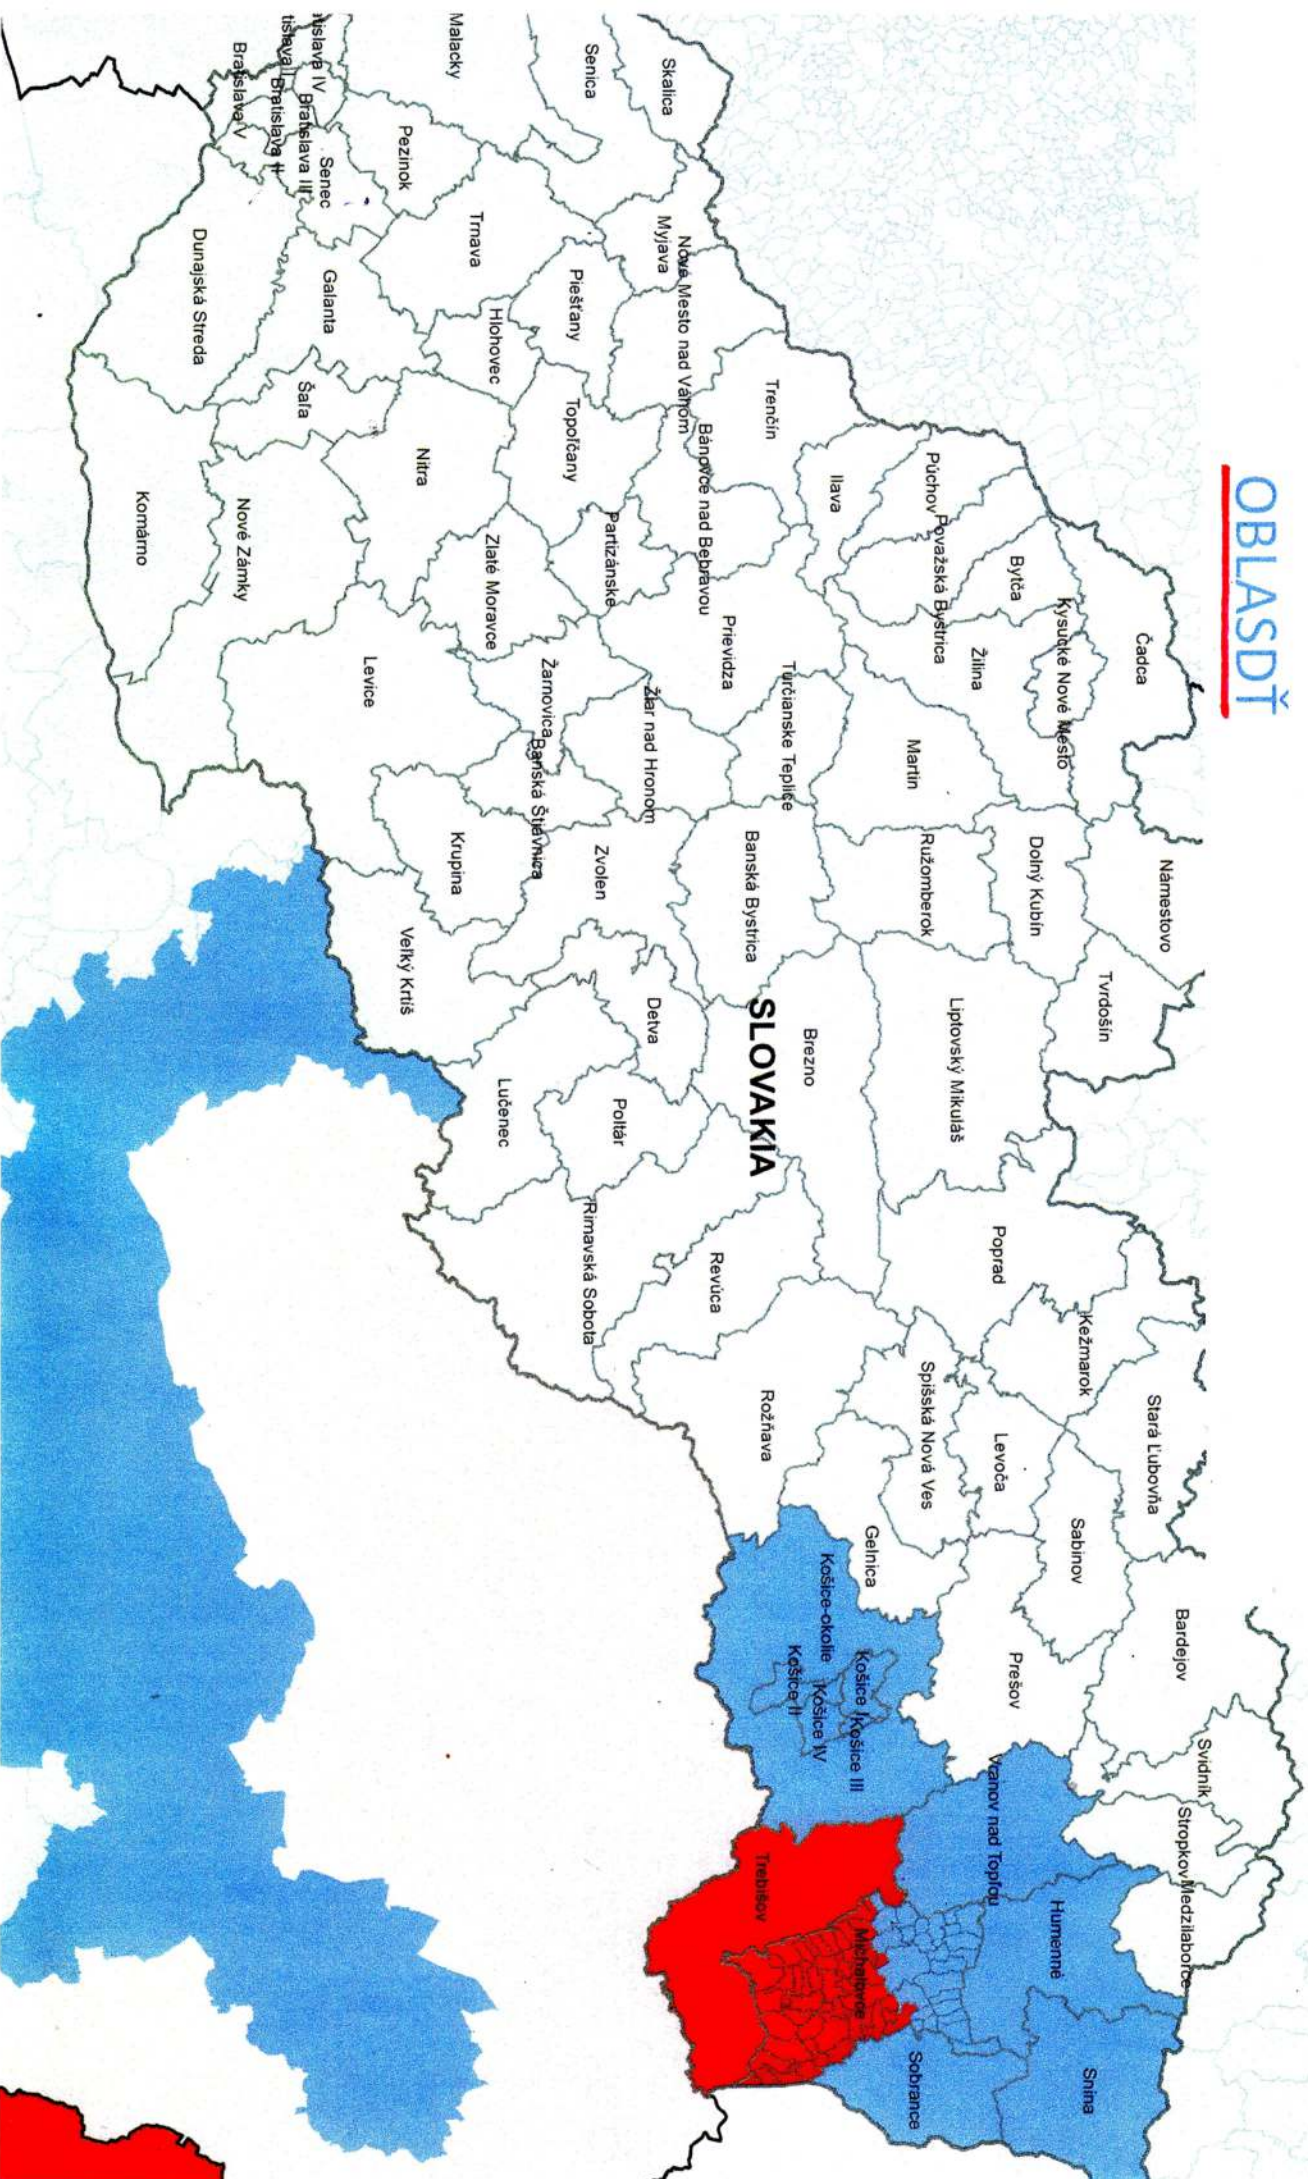 OBLASDŤ
Skalica
Senica
Malacky
Myjava
Nové Mesto nad Váhom
Pezinok
Trnava
Piešťany
Hlohovec
Senec
Bratislava III
Bratislava II
Bratislava V
Galanta
Dunajská Streda
Šaľa
Trenčín
Ilava
Púchov
Považská Bystrica
Bytča
Kysucké Nové Mesto
Čadca
Žilina
Bánovce nad Bebravou
Topoľčany
Partizánske
Prievidza
Nitra
Zlaté Moravce
Nové Zámky
Komárno
Levice
Turčianske Teplice
Martin
Žiar nad Hronom
Žarnovica
Banská Štiavnica
Krupina
Zvolen
Banská Bystrica
Ružomberok
Dolný Kubín
Námestovo
Tvrdošín
Liptovský Mikuláš
Brezno
SLOVAKIA
Detva
Veľký Krtíš
Lučenec
Poltár
Rimavská Sobota
Revúca
Poprad
Kežmarok
Stará Ľubovňa
Spišská Nová Ves
Levoča
Rožňava
Gelnica
Sabinov
Prešov
Bardejov
Svidník
Stropkov
Medzilaborce
Košice-okolie
Košice I
Košice II
Košice III
Košice IV
Vranov nad Topľou
Humenné
Snina
Sobrance
Michalovce
Trebišov